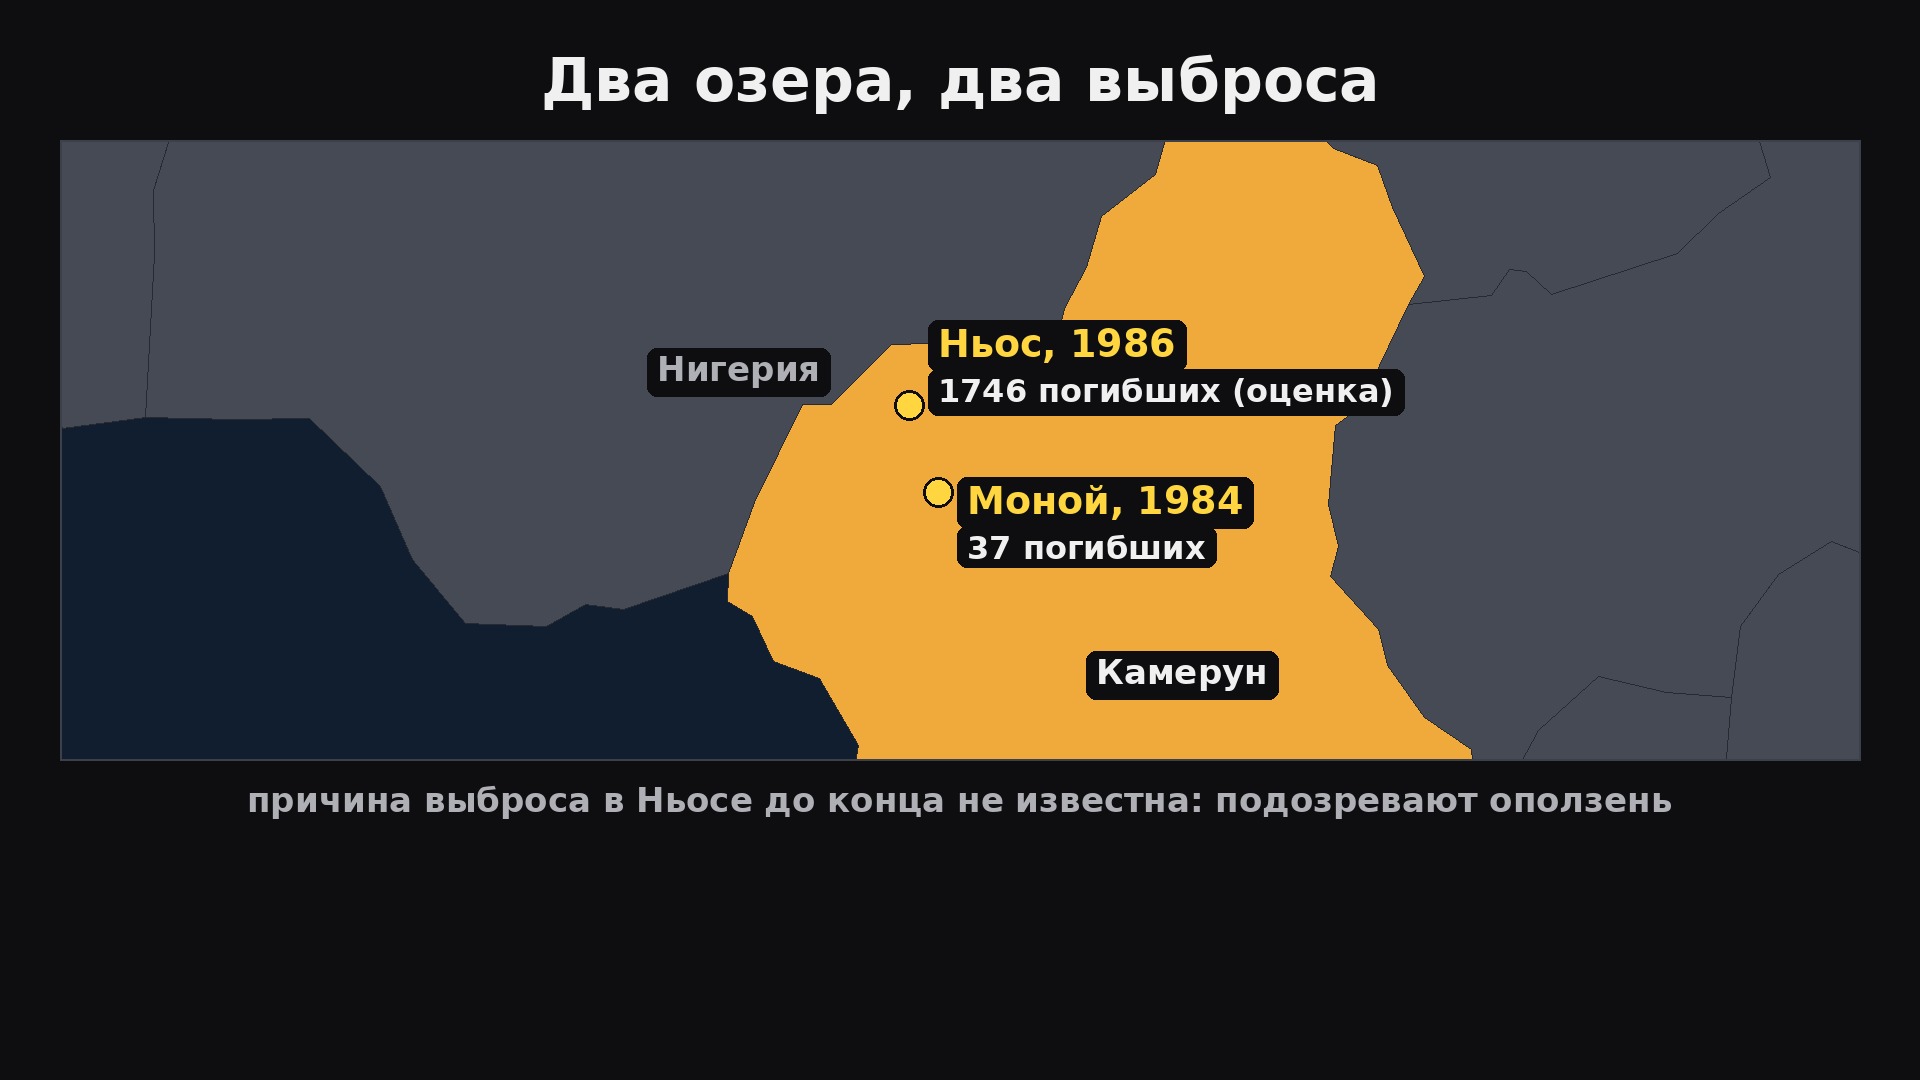 Два озера, два выброса
Ньос, 1986
Нигерия
1746 погибших (оценка)
Моной, 1984
37 погибших
Камерун
причина выброса в Ньосе до конца не известна: подозревают оползень